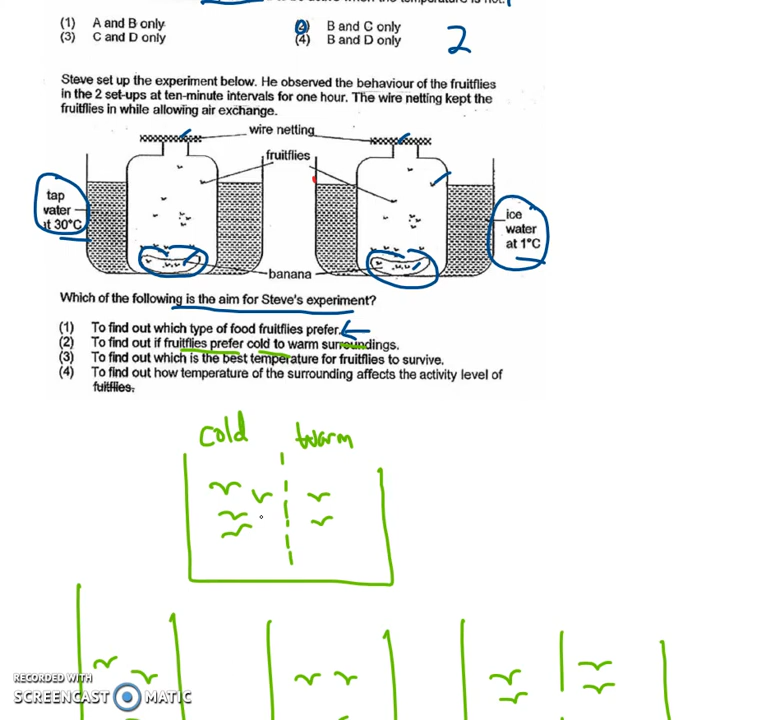 (1) A and B only (2) B and C only
(3) C and D only (4) B and D only
2
Steve set up the experiment below. He observed the behaviour of the fruitflies
in the 2 set-ups at ten-minute intervals for one hour. The wire netting kept the
fruitflies in while allowing air exchange.
wire netting
fruitflies
tap
water
at 30°C
ice
water
at 1°C
banana
Which of the following is the aim for Steve's experiment?
(1) To find out which type of food fruitflies prefer.
(2) To find out if fruitflies prefer cold to warm surroundings.
(3) To find out which is the best temperature for fruitflies to survive.
(4) To find out how temperature of the surrounding affects the activity level of
fuitflies.
cold warm
RECORDED WITH
SCREENCAST MATIC